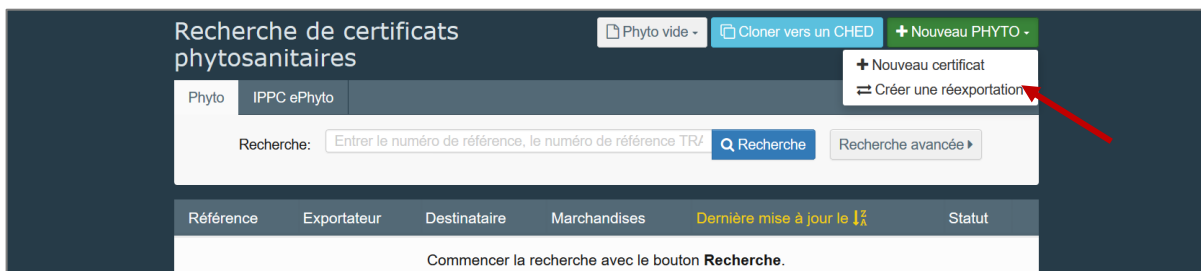 Recherche de certificats
phytosanitaires
Phyto vide
Cloner vers un CHED
Nouveau PHYTO
Nouveau certificat
Créer une réexportation
Phyto
IPPC ePhyto
Recherche:
Entrer le numéro de référence, le numéro de référence
Recherche
Recherche avancée
Référence
Exportateur
Destinataire
Marchandises
Dernière mise à jour le
Statut
Commencer la recherche avec le bouton Recherche.